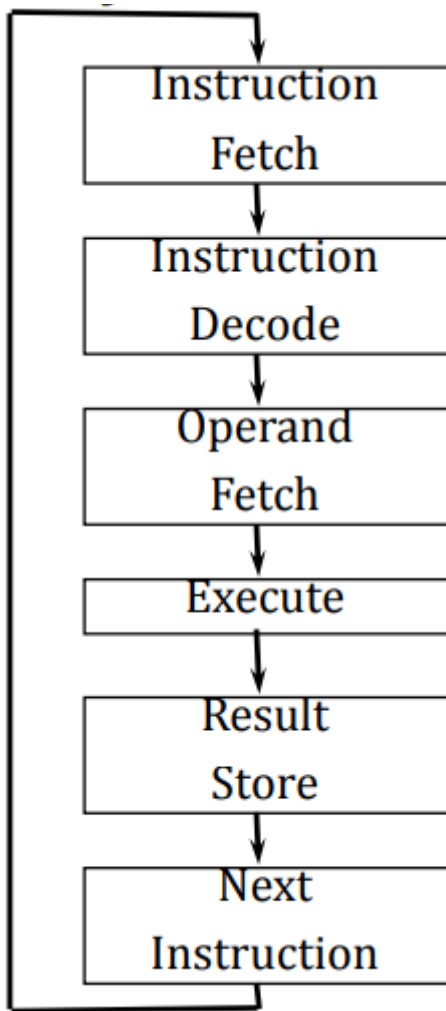 Instruction
Fetch
Instruction
Decode
Operand
Fetch
Execute
Result
Store
Next
Instruction